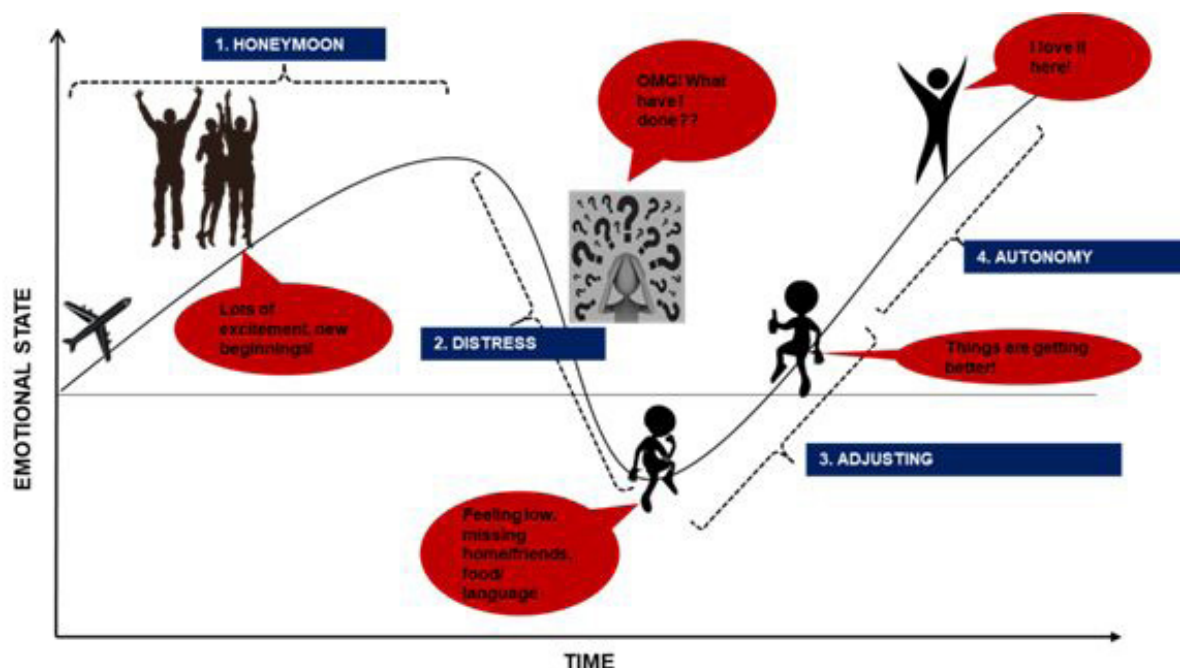 1. HONEYMOON
I love it
here!
OMG! What
have I
done??
4. AUTONOMY
Lots of
excitement, new
beginnings!
2. DISTRESS
Things are getting
better!
3. ADJUSTING
Feeling low,
missing
home/friends,
food/
language
EMOTIONAL STATE
TIME